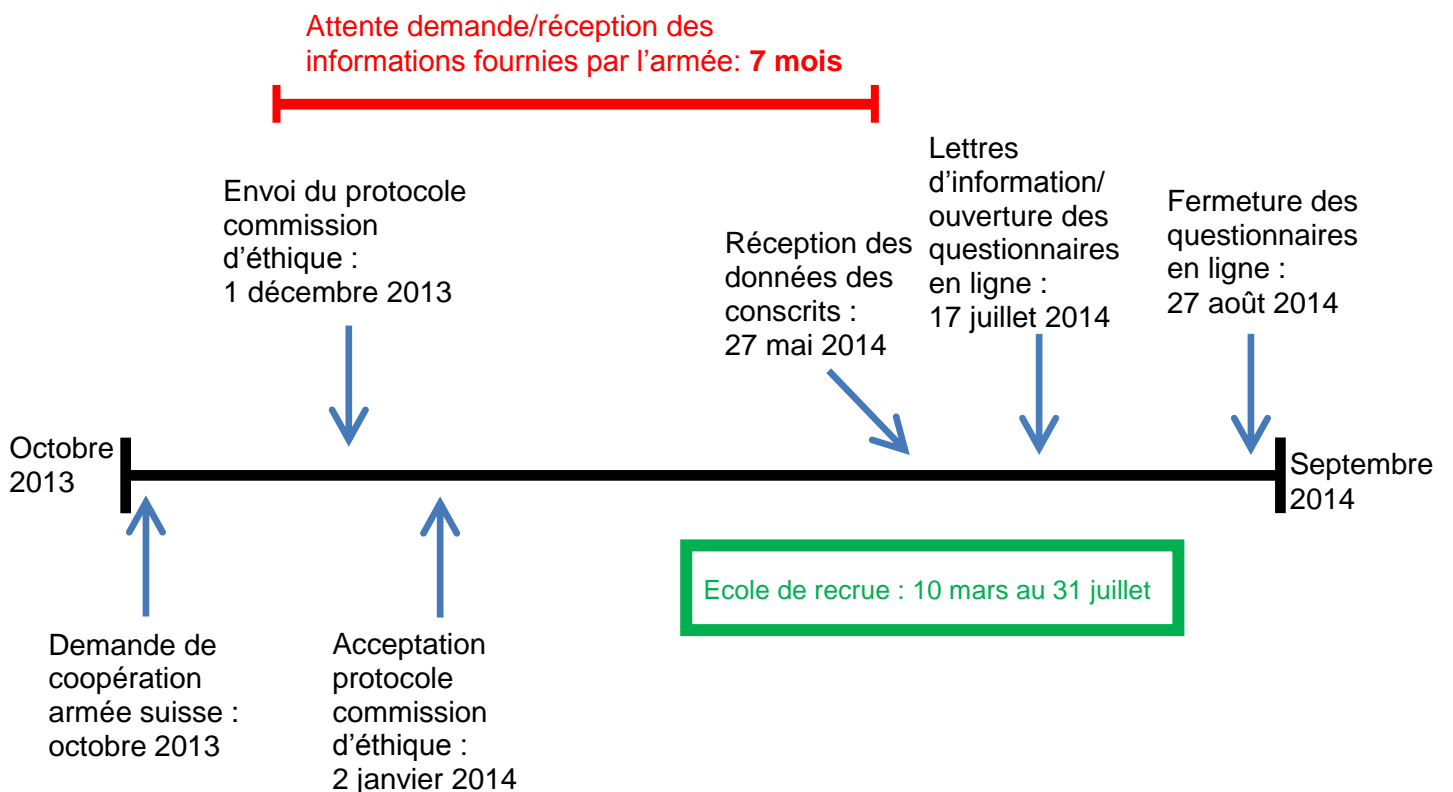 Attente demande/réception des
informations fournies par l’armée: 7 mois
Envoi du protocole
commission
d’éthique :
1 décembre 2013
Réception des
données des
conscrits :
27 mai 2014
Lettres
d’information/
ouverture des
questionnaires
en ligne :
17 juillet 2014
Fermeture des
questionnaires
en ligne :
27 août 2014
Octobre
2013
Septembre
2014
Ecole de recrue : 10 mars au 31 juillet
Demande de
coopération
armée suisse :
octobre 2013
Acceptation
protocole
commission
d’éthique :
2 janvier 2014